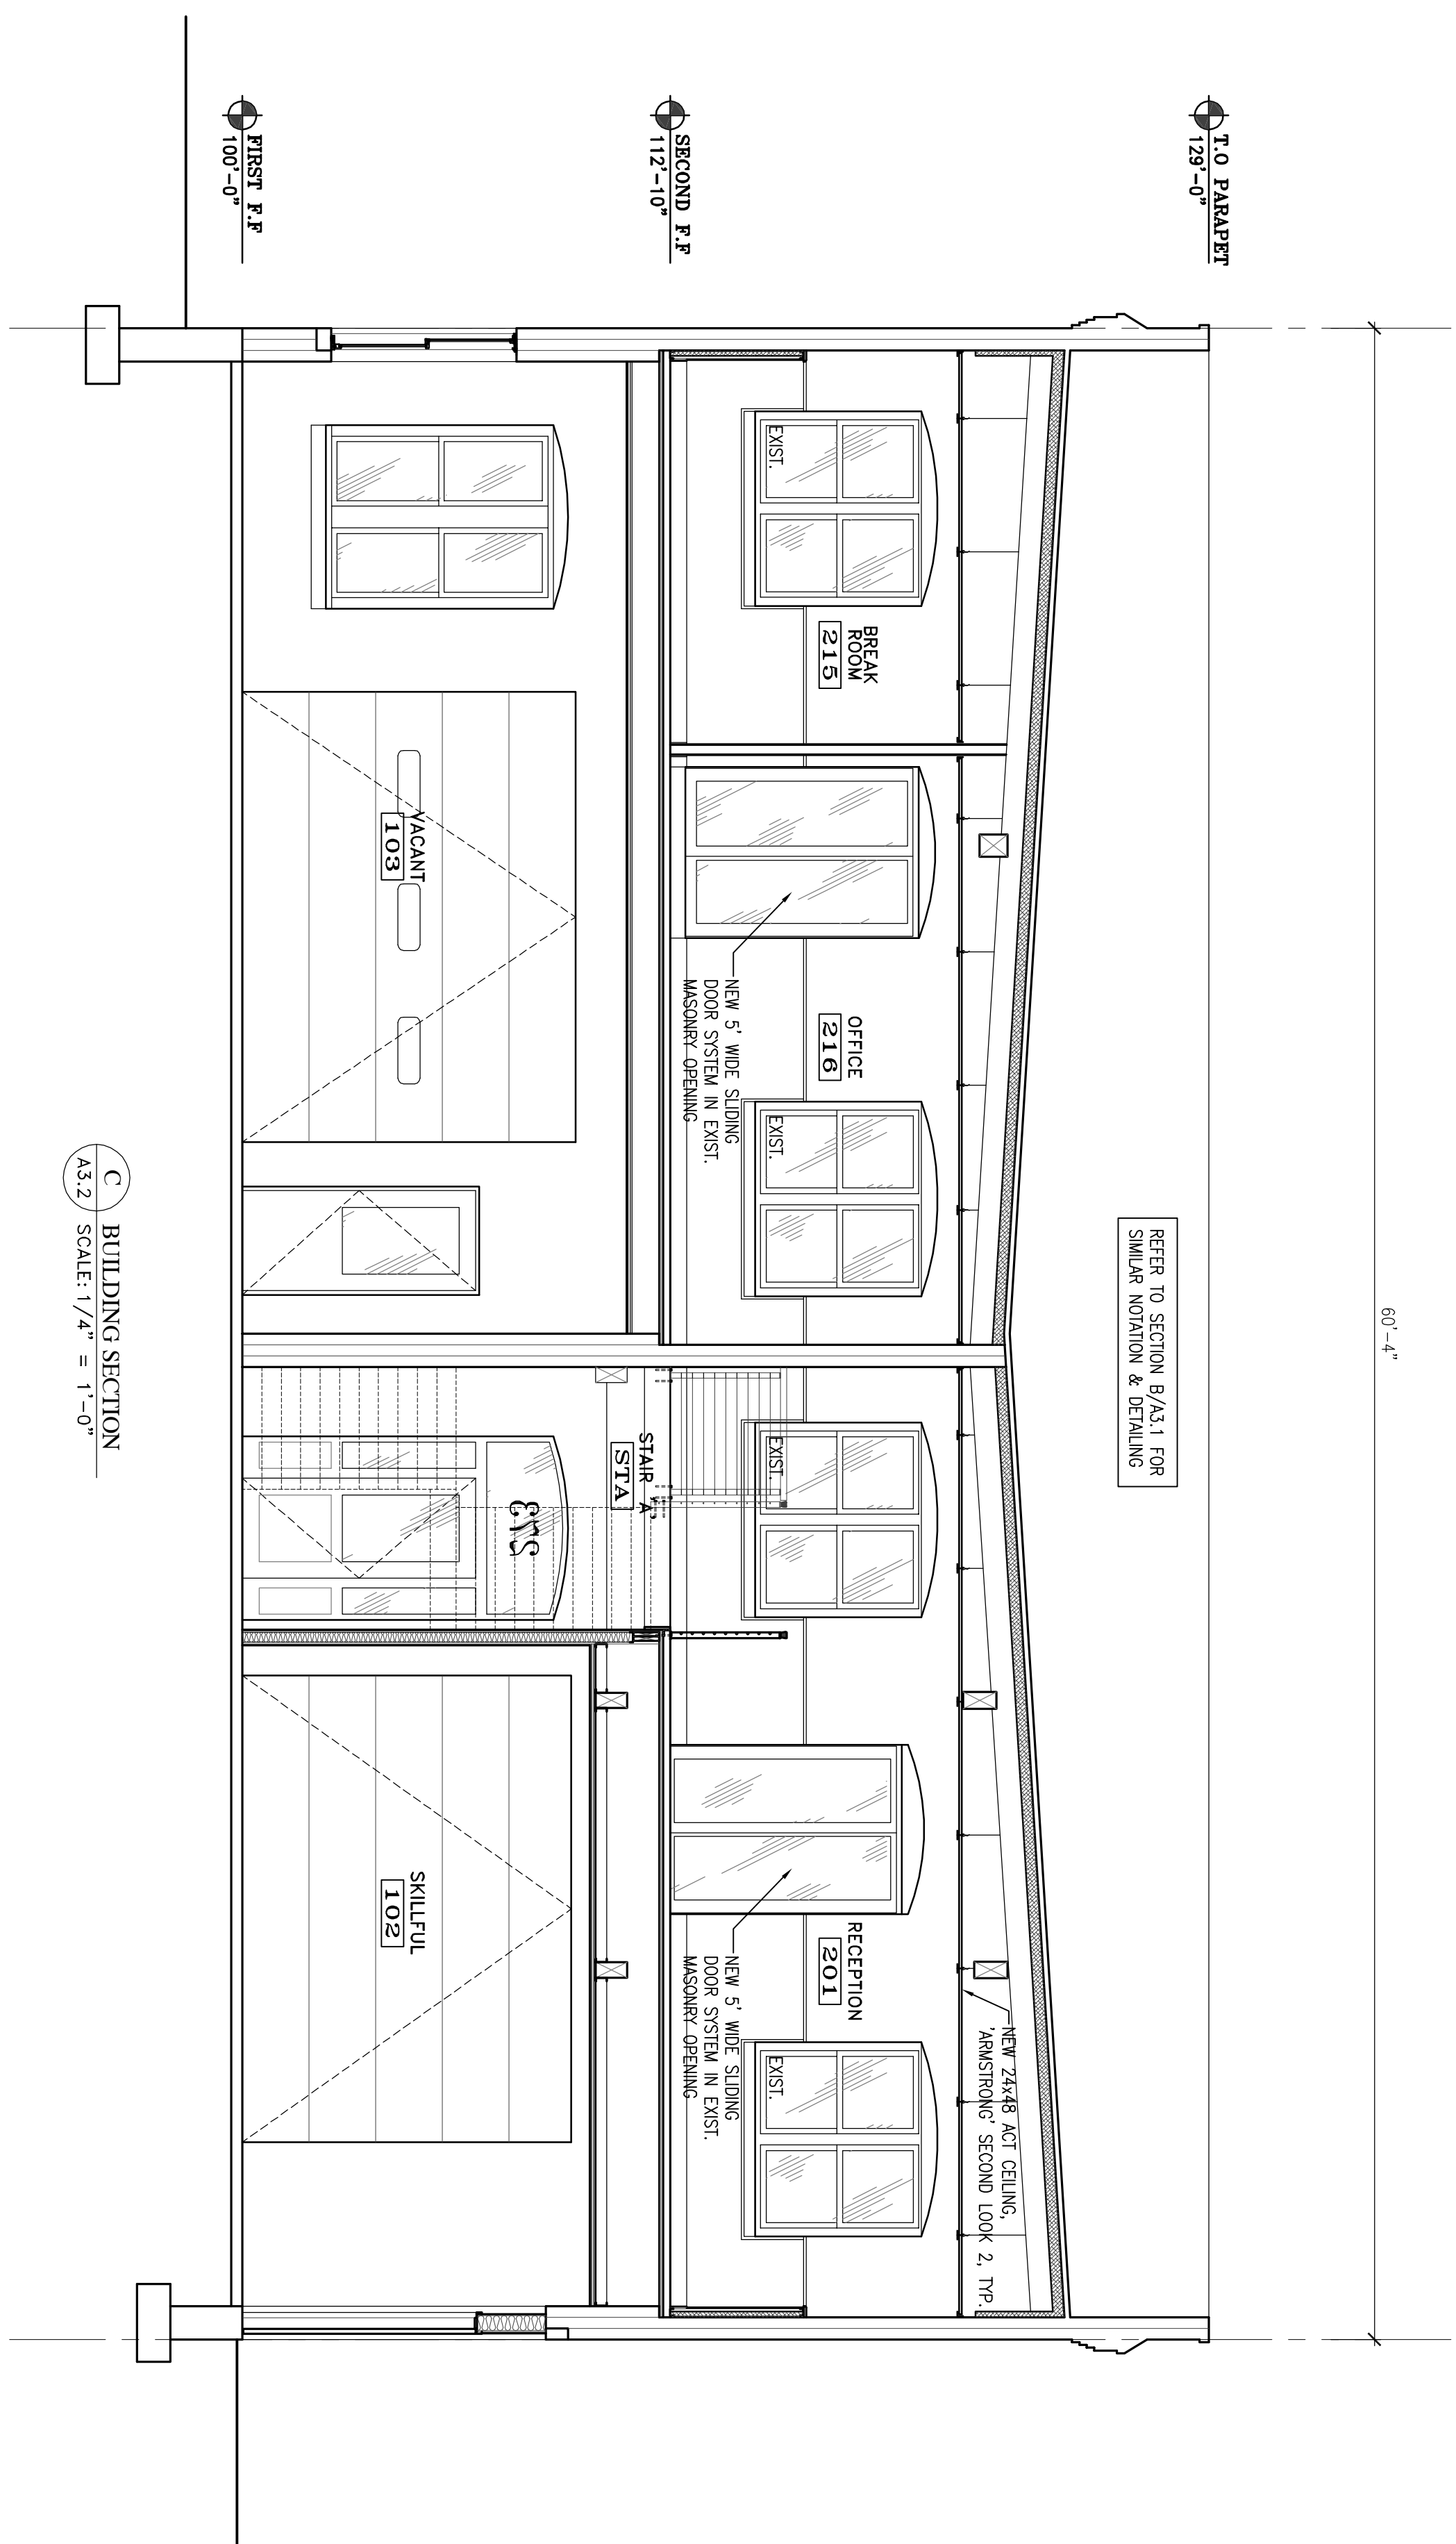 60'-4"
T.O PARAPET
129'-0"
REFER TO SECTION B/A3.1 FOR
SIMILAR NOTATION & DETAILING
NEW 24x48 ACT CEILING,
'ARMSTRONG' SECOND LOOK 2, TYP.
SECOND F.F
112'-10"
EXIST.
BREAK
ROOM
215
OFFICE
216
EXIST.
NEW 5' WIDE SLIDING
DOOR SYSTEM IN EXIST.
MASONRY OPENING
EXIST.
RECEPTION
201
EXIST.
NEW 5' WIDE SLIDING
DOOR SYSTEM IN EXIST.
MASONRY OPENING
STAIR 'A'
STA
273
VACANT
103
SKILLFUL
102
FIRST F.F
100'-0"
C
A3.2
BUILDING SECTION
SCALE: 1/4" = 1'-0"